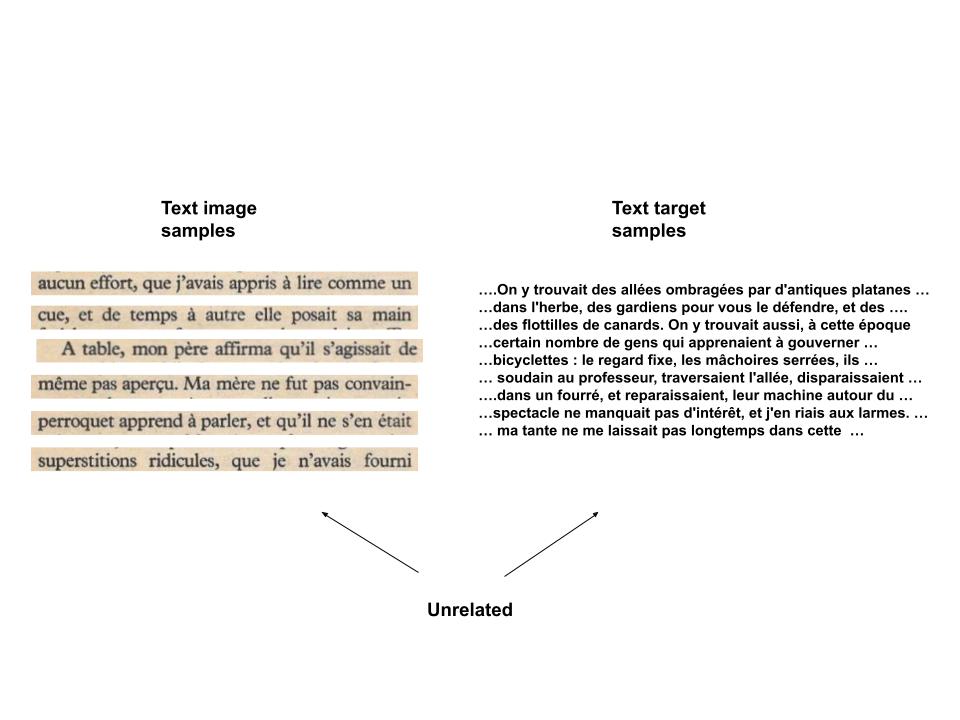 Text image
samples
aucun effort, que j'avais appris à lire comme un
cue, et de temps à autre elle posait sa main
A table, mon père affirma qu'il s'agissait de
même pas aperçu. Ma mère ne fut pas convain-
perroquet apprend à parler, et qu'il ne s'en était
superstitions ridicules, que je n'avais fourni
Text target
samples
….On y trouvait des allées ombragées par d'antiques platanes …
…dans l'herbe, des gardiens pour vous le défendre, et des ….
…des flottilles de canards. On y trouvait aussi, à cette époque
…certain nombre de gens qui apprenaient à gouverner …
…bicyclettes : le regard fixe, les mâchoires serrées, ils …
… soudain au professeur, traversaient l'allée, disparaissaient …
….dans un fourré, et reparaissaient, leur machine autour du …
…spectacle ne manquait pas d'intérêt, et j'en riais aux larmes. …
… ma tante ne me laissait pas longtemps dans cette …
Unrelated